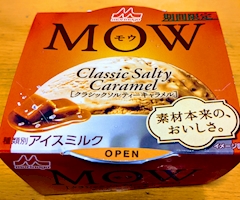 morinaga
期間限定
MOW
モウ
Classic Salty
Caramel
[クラシックソルティーキャラメル]
素材本来の、
おいしさ。
種類別 アイスミルク
OPEN
MOW